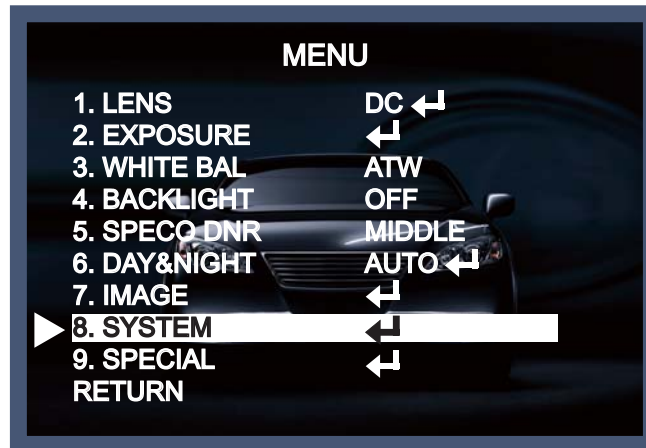 MENU
1. LENS DC
2. EXPOSURE
3. WHITE BAL ATW
4. BACKLIGHT OFF
5. SPECO DNR MIDDLE
6. DAY&NIGHT AUTO
7. IMAGE
8. SYSTEM
9. SPECIAL
RETURN